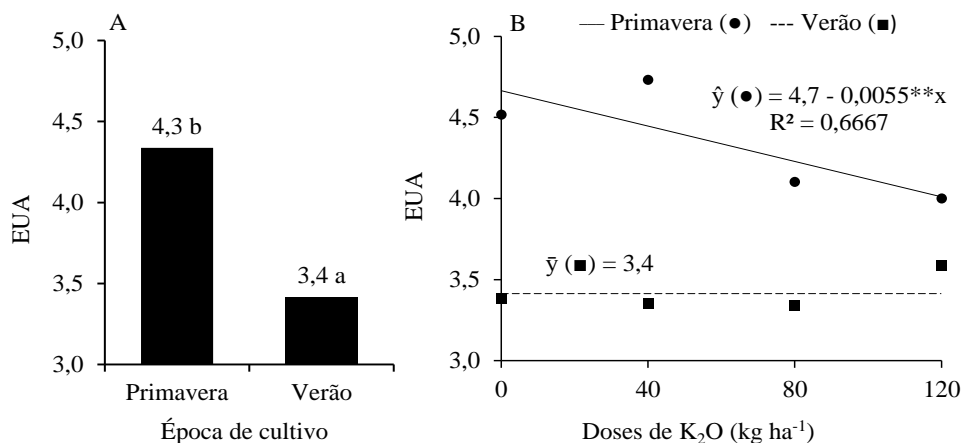 A
EUA
5,0
4,5
4,0
3,5
3,0
4,3 b
3,4 a
Primavera Verão
Época de cultivo
B
— Primavera (●) --- Verão (■)
EUA
5,0
4,5
4,0
3,5
3,0
ŷ (●) = 4,7 - 0,0055**x
R² = 0,6667
ȳ (■) = 3,4
0 40 80 120
Doses de K₂O (kg ha⁻¹)